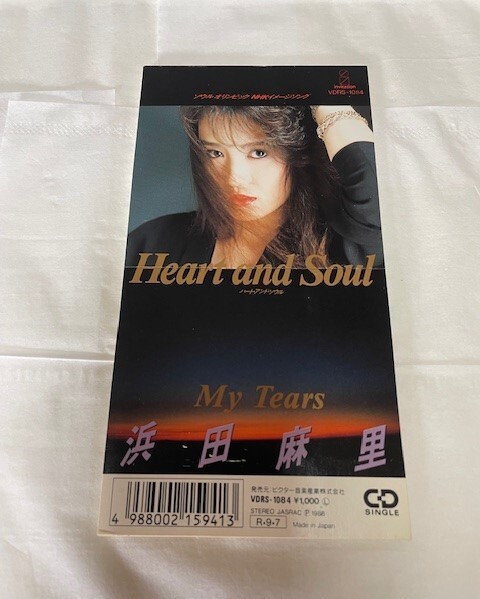 invitation
VDRS-1084
ソウル オリンピック NHKイメージソング
Heart and Soul
ハート・アンド・ソウル
My Tears
浜田麻里
発売元 ビクター音楽産業株式会社
VDRS-1084 ¥1,000 Ⓛ
STEREO JASRAC Ⓟ 1988
R・9・7
Made in Japan
4 988002 159413
CD
SINGLE